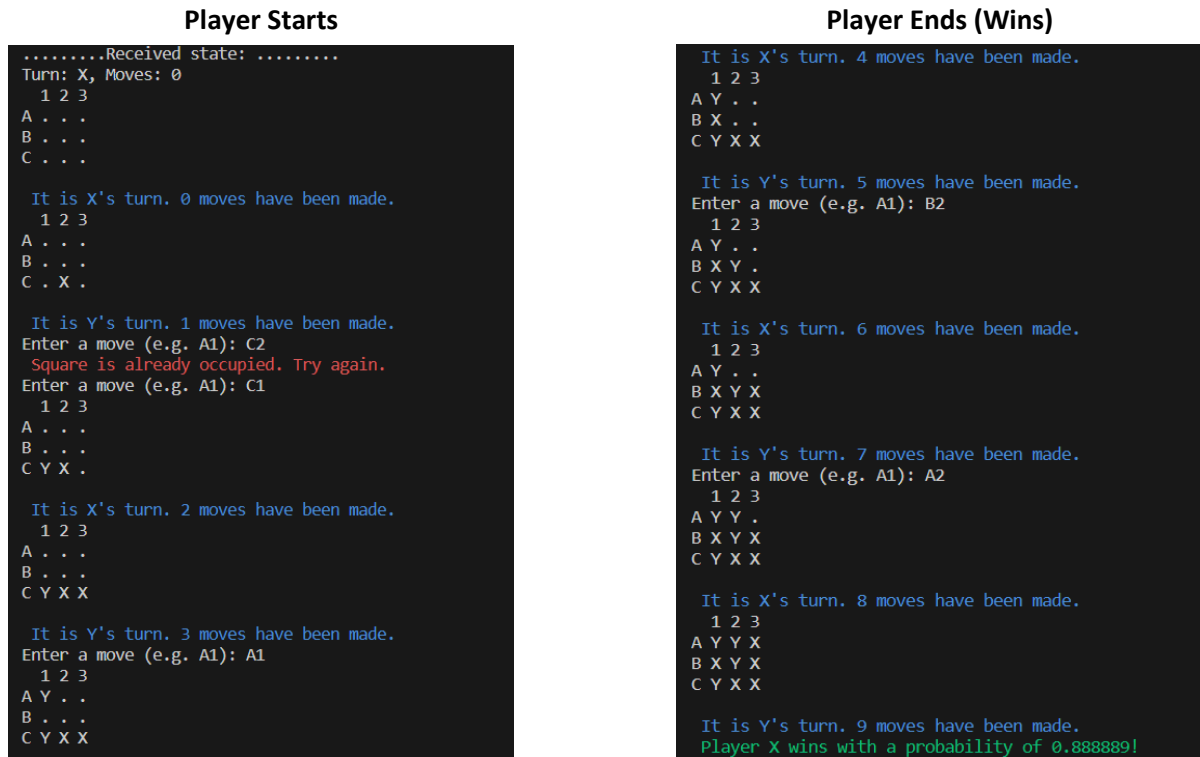 Player Starts
.........Received state: .........
Turn: X, Moves: 0
1 2 3
A . . .
B . . .
C . . .
It is X's turn. 0 moves have been made.
1 2 3
A . . .
B . . .
C . X .
It is Y's turn. 1 moves have been made.
Enter a move (e.g. A1): C2
Square is already occupied. Try again.
Enter a move (e.g. A1): C1
1 2 3
A . . .
B . . .
C Y X .
It is X's turn. 2 moves have been made.
1 2 3
A . . .
B . . .
C Y X X
It is Y's turn. 3 moves have been made.
Enter a move (e.g. A1): A1
1 2 3
A Y . .
B . . .
C Y X X
Player Ends (Wins)
It is X's turn. 4 moves have been made.
1 2 3
A Y . .
B X . .
C Y X X
It is Y's turn. 5 moves have been made.
Enter a move (e.g. A1): B2
1 2 3
A Y . .
B X Y .
C Y X X
It is X's turn. 6 moves have been made.
1 2 3
A Y . .
B X Y X
C Y X X
It is Y's turn. 7 moves have been made.
Enter a move (e.g. A1): A2
1 2 3
A Y Y .
B X Y X
C Y X X
It is X's turn. 8 moves have been made.
1 2 3
A Y Y X
B X Y X
C Y X X
It is Y's turn. 9 moves have been made.
Player X wins with a probability of 0.888889!